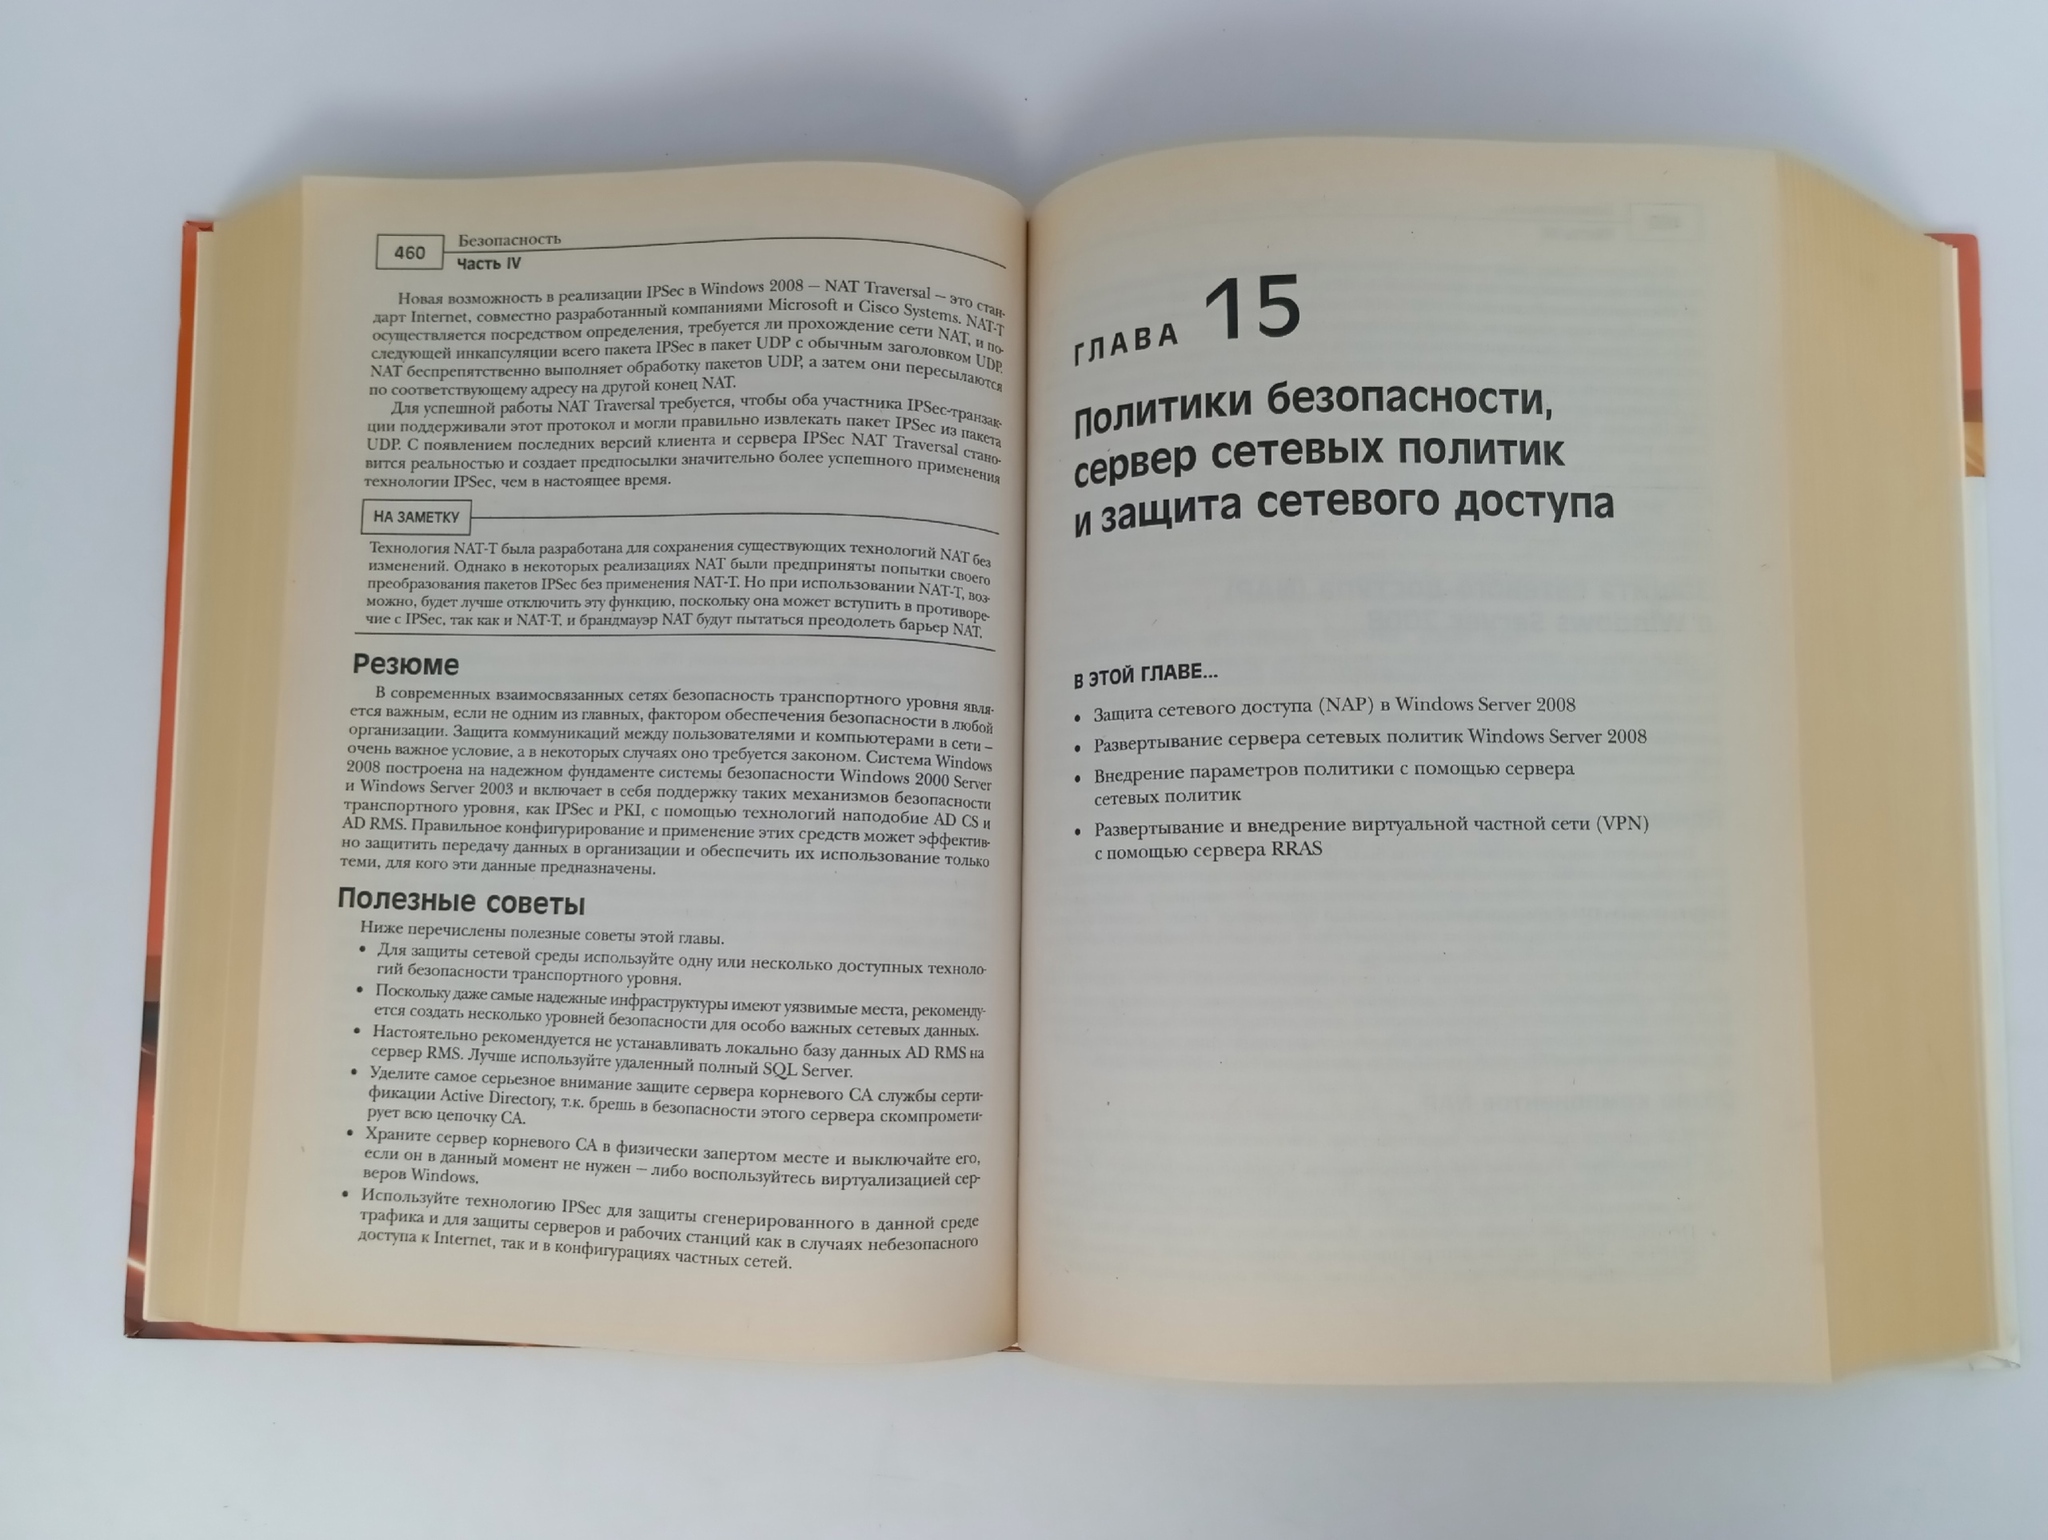 460
Безопасность
Часть IV
Новая возможность в реализации IPSec в Windows 2008 — NAT Traversal — это стан-
дарт Internet, совместно разработанный компаниями Microsoft и Cisco Systems. NAT-T
осуществляется посредством определения, требуется ли прохождение сети NAT, и по-
следующей инкапсуляции всего пакета IPSec в пакет UDP с обычным заголовком UDP.
NAT беспрепятственно выполняет обработку пакетов UDP, а затем они пересылаются
по соответствующему адресу на другой конец NAT.
Для успешной работы NAT Traversal требуется, чтобы оба участника IPSec-транзак-
ции поддерживали этот протокол и могли правильно извлекать пакет IPSec из пакета
UDP. С появлением последних версий клиента и сервера IPSec NAT Traversal стано-
вится реальностью и создает предпосылки значительно более успешного применения
технологии IPSec, чем в настоящее время.
НА ЗАМЕТКУ
Технология NAT-T была разработана для сохранения существующих технологий NAT без
изменений. Однако в некоторых реализациях NAT были предприняты попытки своего
преобразования пакетов IPSec без применения NAT-T. Но при использовании NAT-T, воз-
можно, будет лучше отключить эту функцию, поскольку она может вступить в противоре-
чие с IPSec, так как и NAT-T, и брандмауэр NAT будут пытаться преодолеть барьер NAT.
Резюме
В современных взаимосвязанных сетях безопасность транспортного уровня явля-
ется важным, если не одним из главных, фактором обеспечения безопасности в любой
организации. Защита коммуникаций между пользователями и компьютерами в сети —
очень важное условие, а в некоторых случаях оно требуется законом. Система Windows
2008 построена на надежном фундаменте системы безопасности Windows 2000 Server
и Windows Server 2003 и включает в себя поддержку таких механизмов безопасности
транспортного уровня, как IPSec и PKI, с помощью технологий наподобие AD CS и
AD RMS. Правильное конфигурирование и применение этих средств может эффектив-
но защитить передачу данных в организации и обеспечить их использование только
теми, для кого эти данные предназначены.
Полезные советы
Ниже перечислены полезные советы этой главы.
• Для защиты сетевой среды используйте одну или несколько доступных техноло-
гий безопасности транспортного уровня.
• Поскольку даже самые надежные инфраструктуры имеют уязвимые места, рекоменду-
ется создать несколько уровней безопасности для особо важных сетевых данных.
• Настоятельно рекомендуется не устанавливать локально базу данных AD RMS на
сервер RMS. Лучше используйте удаленный полный SQL Server.
• Уделите самое серьезное внимание защите сервера корневого CA службы серти-
фикации Active Directory, т.к. брешь в безопасности этого сервера скомпромети-
рует всю цепочку CA.
• Храните сервер корневого CA в физически запертом месте и выключайте его,
если он в данный момент не нужен — либо воспользуйтесь виртуализацией сер-
веров Windows.
• Используйте технологию IPSec для защиты сгенерированного в данной среде
трафика и для защиты серверов и рабочих станций как в случаях небезопасного
доступа к Internet, так и в конфигурациях частных сетей.
ГЛАВА 15
Политики безопасности,
сервер сетевых политик
и защита сетевого доступа
В ЭТОЙ ГЛАВЕ...
• Защита сетевого доступа (NAP) в Windows Server 2008
• Развертывание сервера сетевых политик Windows Server 2008
• Внедрение параметров политики с помощью сервера
сетевых политик
• Развертывание и внедрение виртуальной частной сети (VPN)
с помощью сервера RRAS